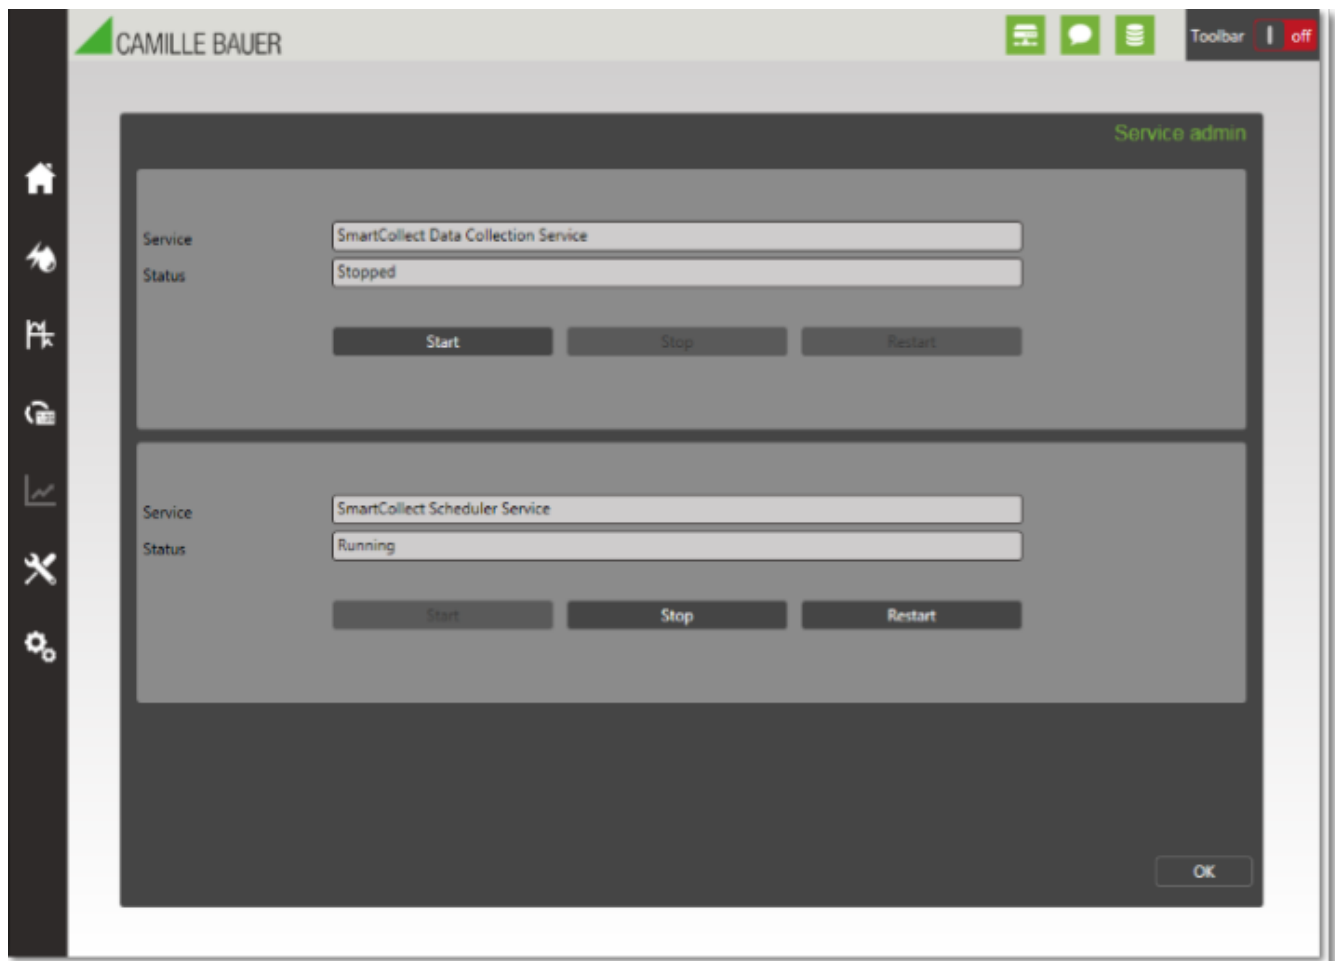 CAMILLE BAUER
Toolbar off
Service admin
Service SmartCollect Data Collection Service
Status Stopped
Start Stop Restart
Service SmartCollect Scheduler Service
Status Running
Start Stop Restart
OK